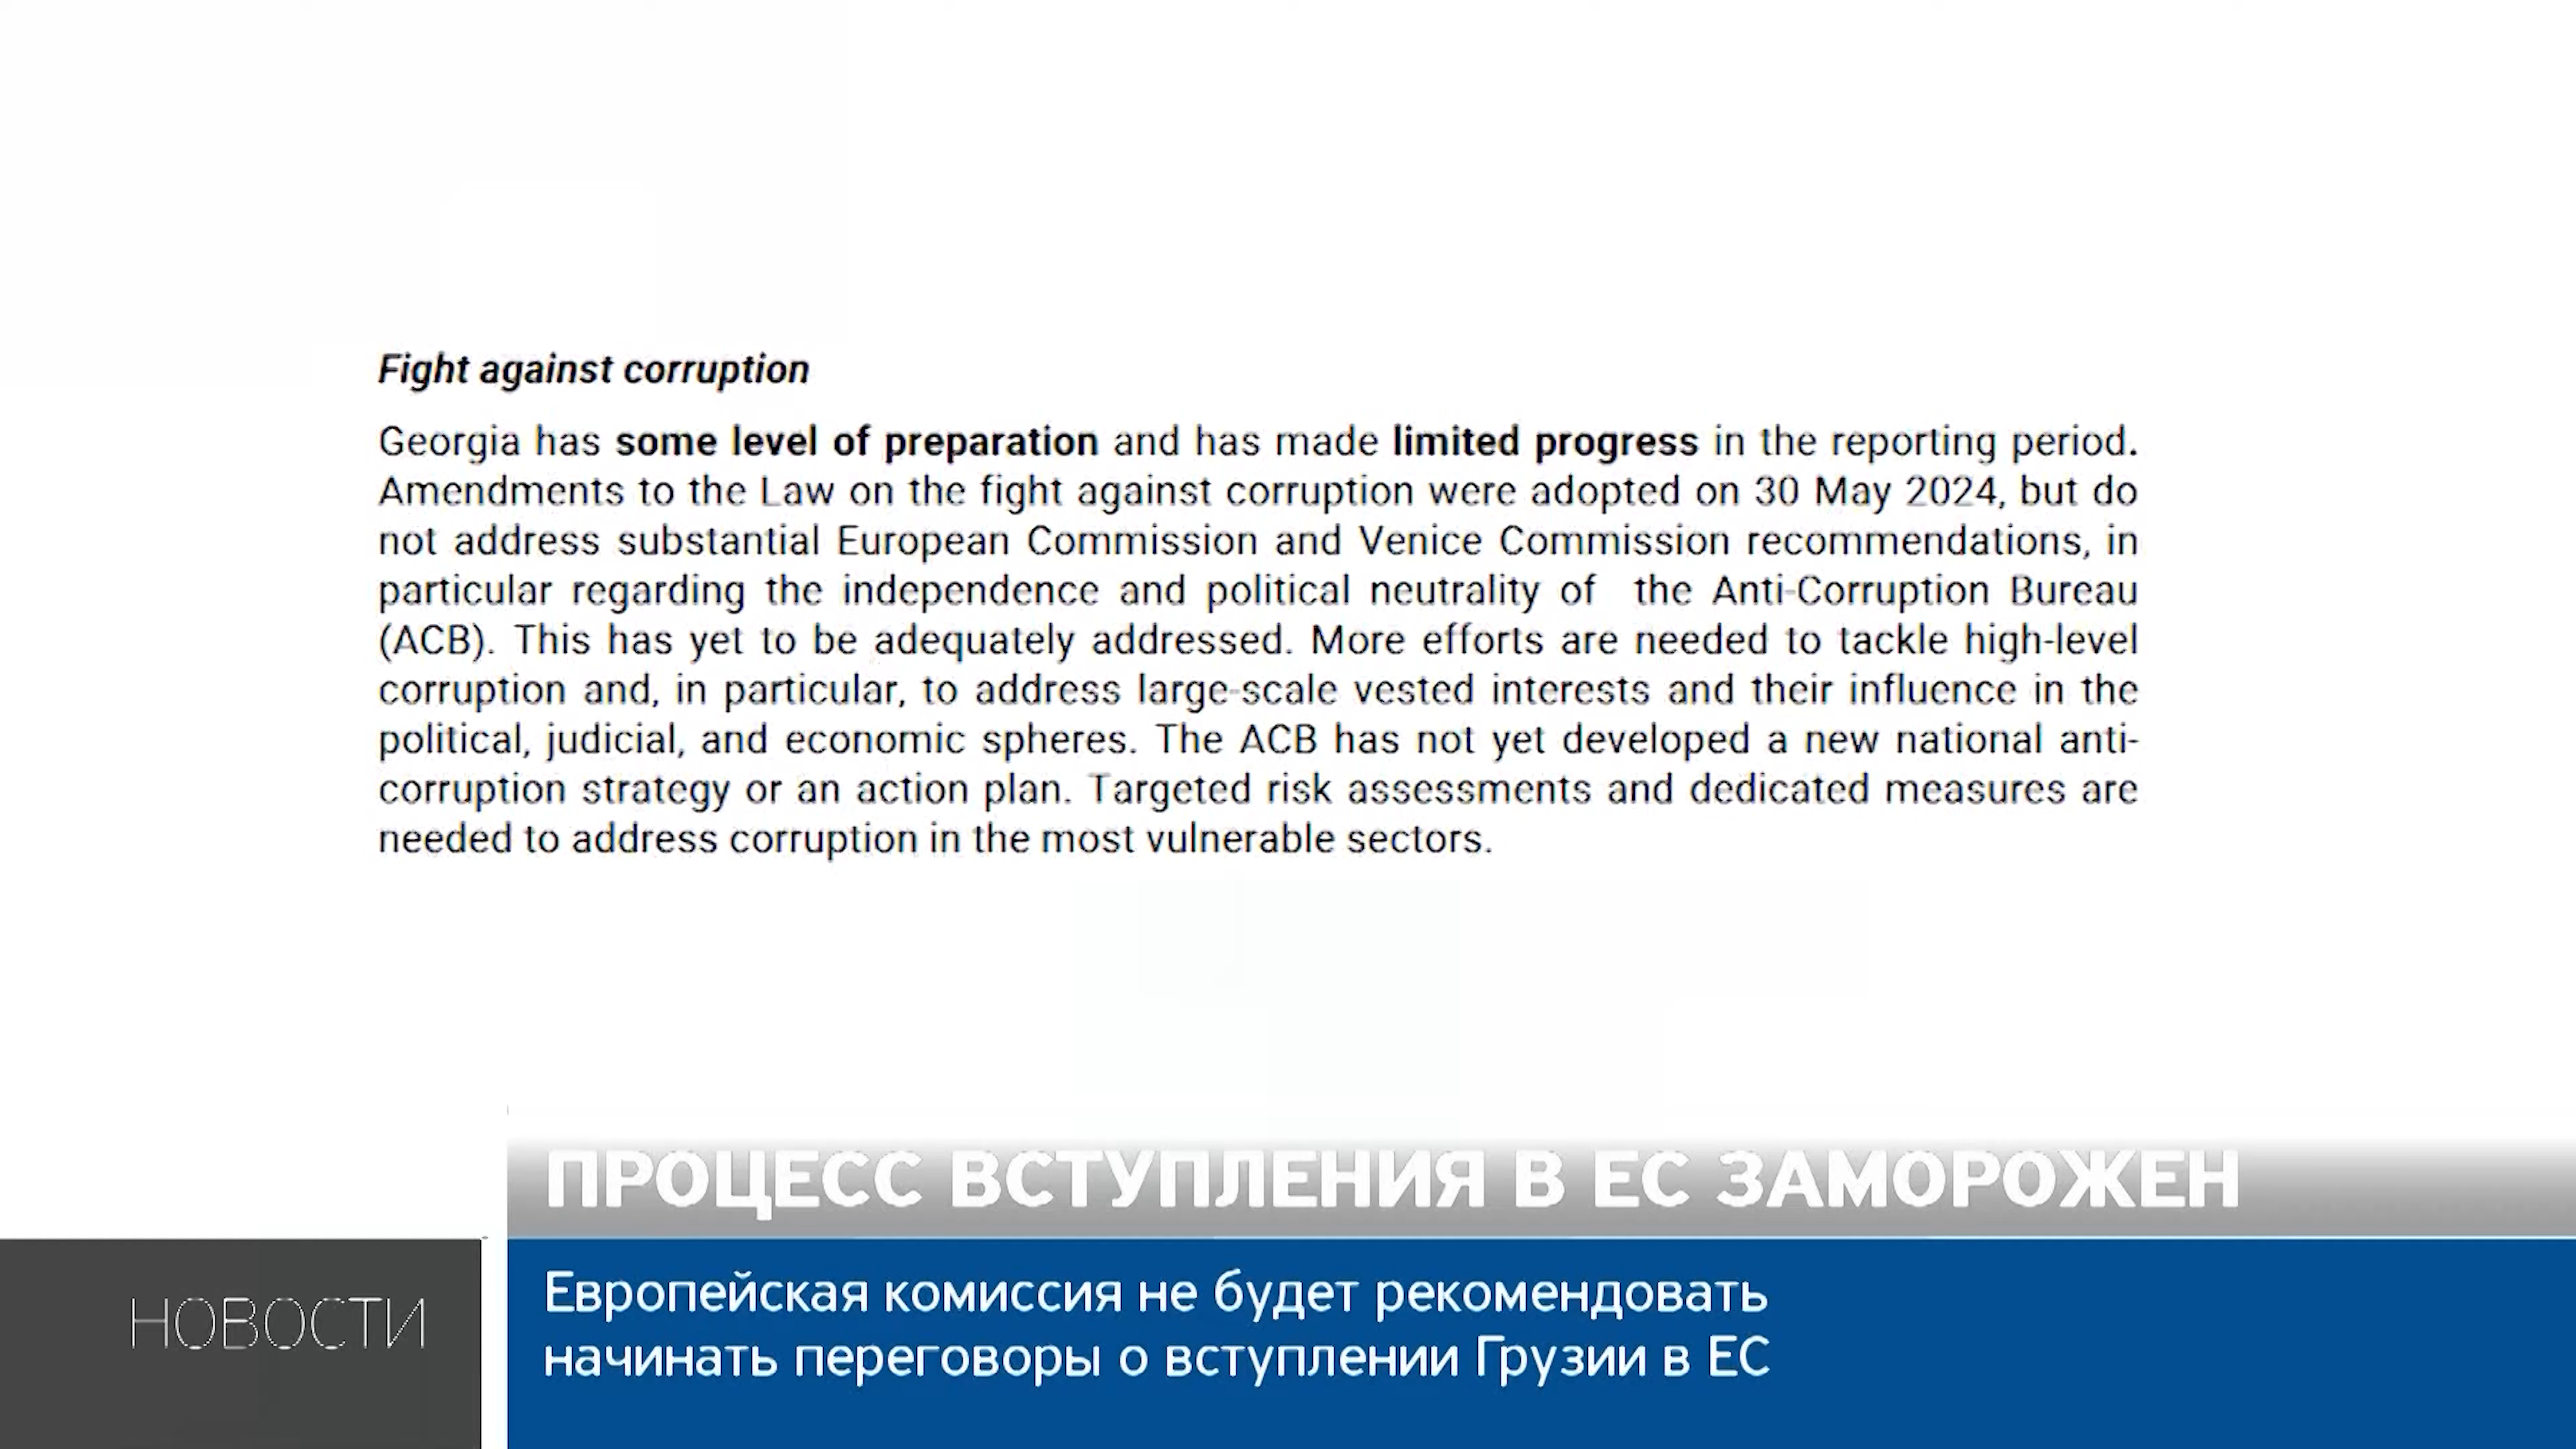 Fight against corruption
Georgia has some level of preparation and has made limited progress in the reporting period.
Amendments to the Law on the fight against corruption were adopted on 30 May 2024, but do
not address substantial European Commission and Venice Commission recommendations, in
particular regarding the independence and political neutrality of the Anti-Corruption Bureau
(ACB). This has yet to be adequately addressed. More efforts are needed to tackle high-level
corruption and, in particular, to address large-scale vested interests and their influence in the
political, judicial, and economic spheres. The ACB has not yet developed a new national anti-
corruption strategy or an action plan. Targeted risk assessments and dedicated measures are
needed to address corruption in the most vulnerable sectors.
ПРОЦЕСС ВСТУПЛЕНИЯ В ЕС ЗАМОРОЖЕН
НОВОСТИ
Европейская комиссия не будет рекомендовать
начинать переговоры о вступлении Грузии в ЕС